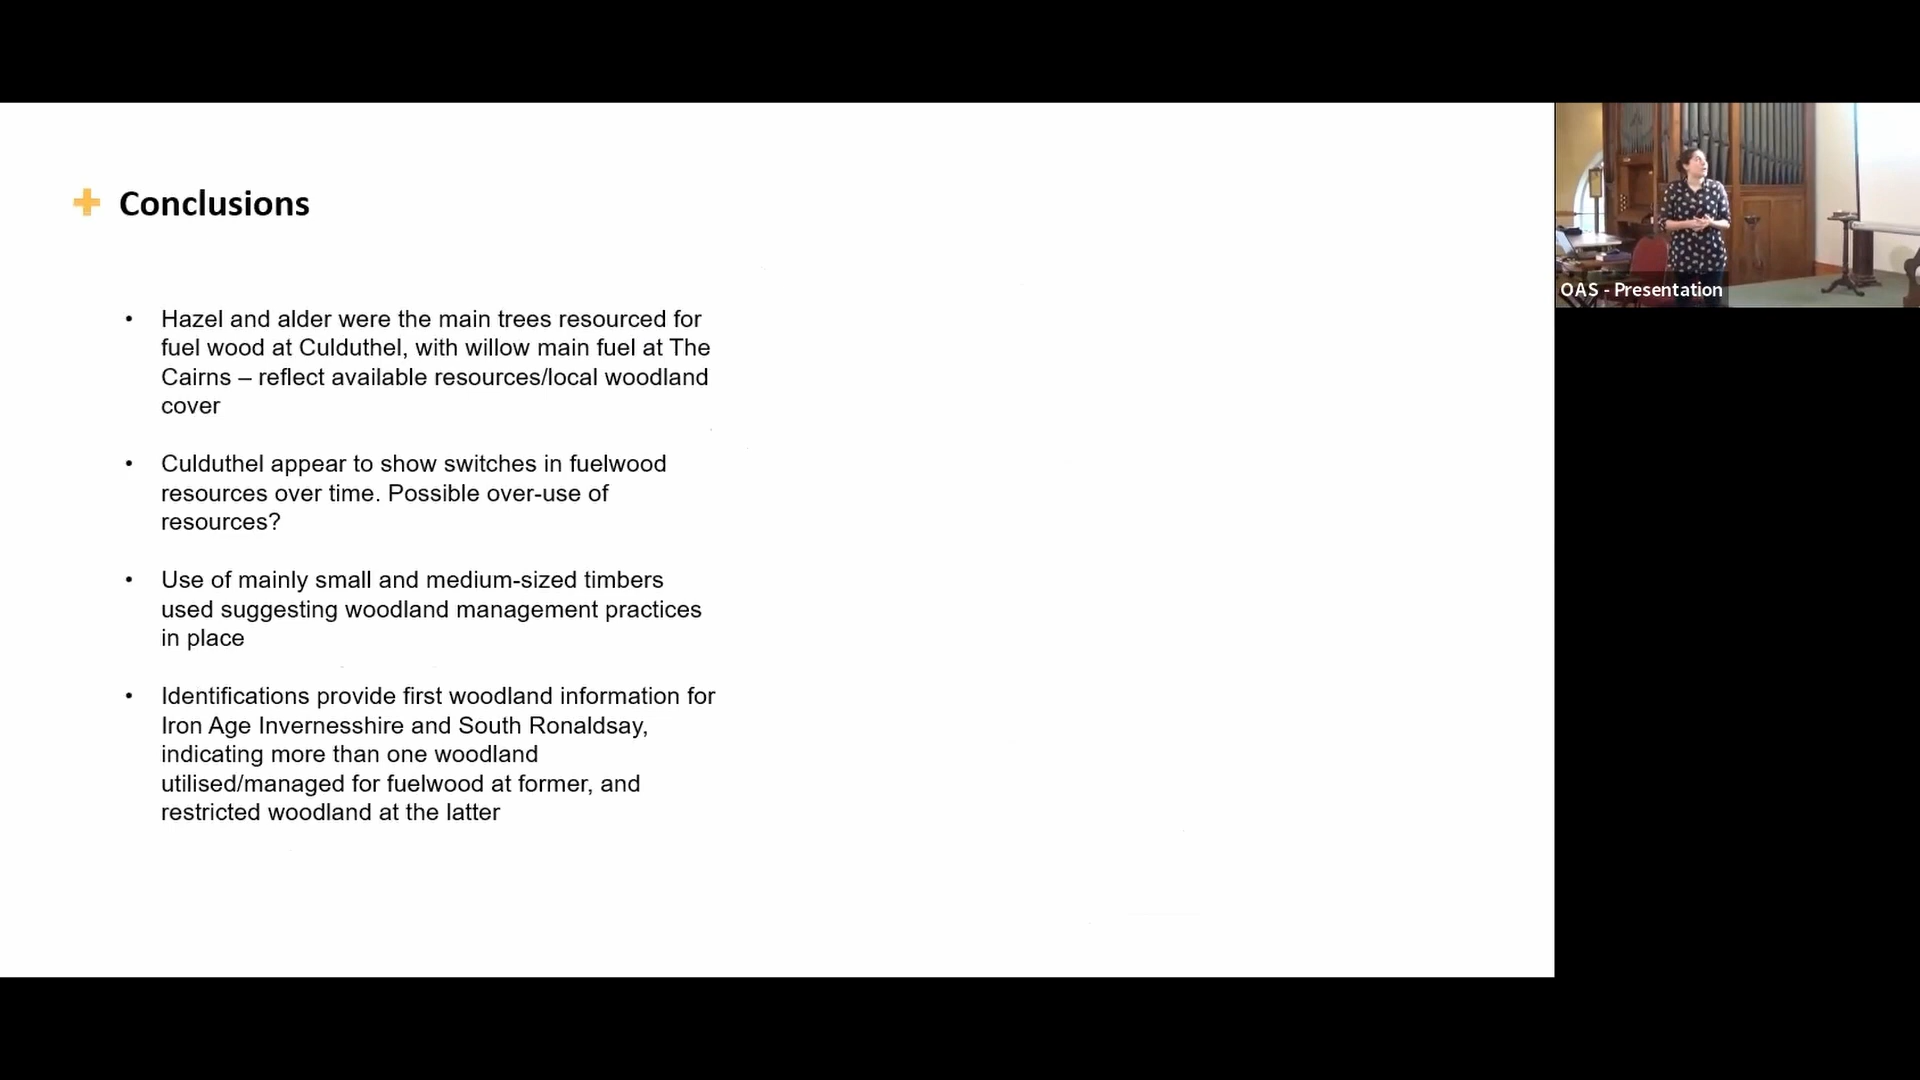 Conclusions
• Hazel and alder were the main trees resourced for
fuel wood at Culduthel, with willow main fuel at The
Cairns – reflect available resources/local woodland
cover
• Culduthel appear to show switches in fuelwood
resources over time. Possible over-use of
resources?
• Use of mainly small and medium-sized timbers
used suggesting woodland management practices
in place
• Identifications provide first woodland information for
Iron Age Invernesshire and South Ronaldsay,
indicating more than one woodland
utilised/managed for fuelwood at former, and
restricted woodland at the latter
OAS - Presentation